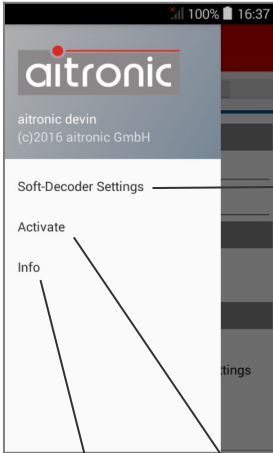 100% 16:37
aitronic
aitronic devin
(c)2016 aitronic GmbH
Soft-Decoder Settings
Activate
Info
ttings